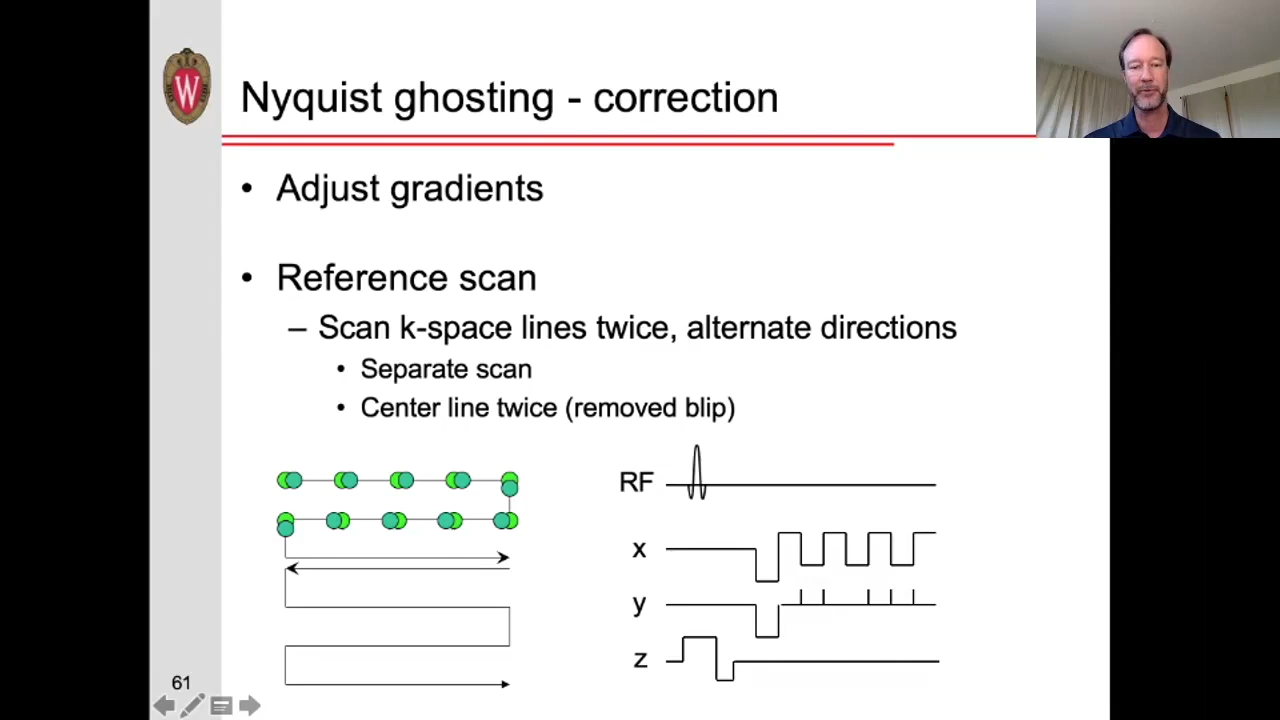 W
Nyquist ghosting - correction
• Adjust gradients
• Reference scan
– Scan k-space lines twice, alternate directions
• Separate scan
• Center line twice (removed blip)
RF
x
y
z
61